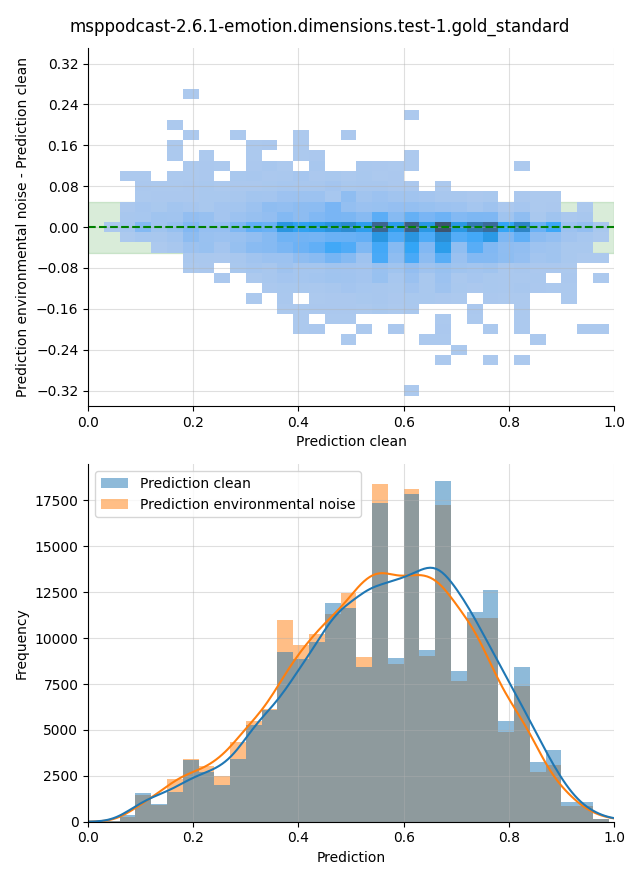 msppodcast-2.6.1-emotion.dimensions.test-1.gold_standard
Prediction environmental noise - Prediction clean
0.32
0.24
0.16
0.08
0.00
−0.08
−0.16
−0.24
−0.32
0.0 0.2 0.4 0.6 0.8 1.0
Prediction clean
Prediction clean
Prediction environmental noise
Frequency
17500
15000
12500
10000
7500
5000
2500
0
0.0 0.2 0.4 0.6 0.8 1.0
Prediction